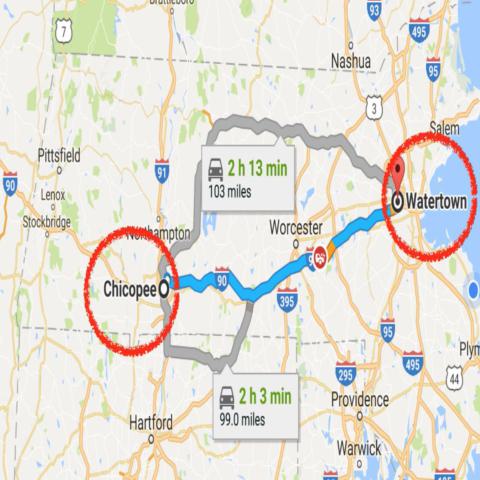 Brattleboro
93
7
495
Nashua
95
3
Salem
Pittsfield
91
2 h 13 min
103 miles
90
Lenox
Watertown
Stockbridge
Northampton
Worcester
Chicopee
90
395
95
Plym
495
2 h 3 min
295
44
99.0 miles
Providence
Hartford
Warwick